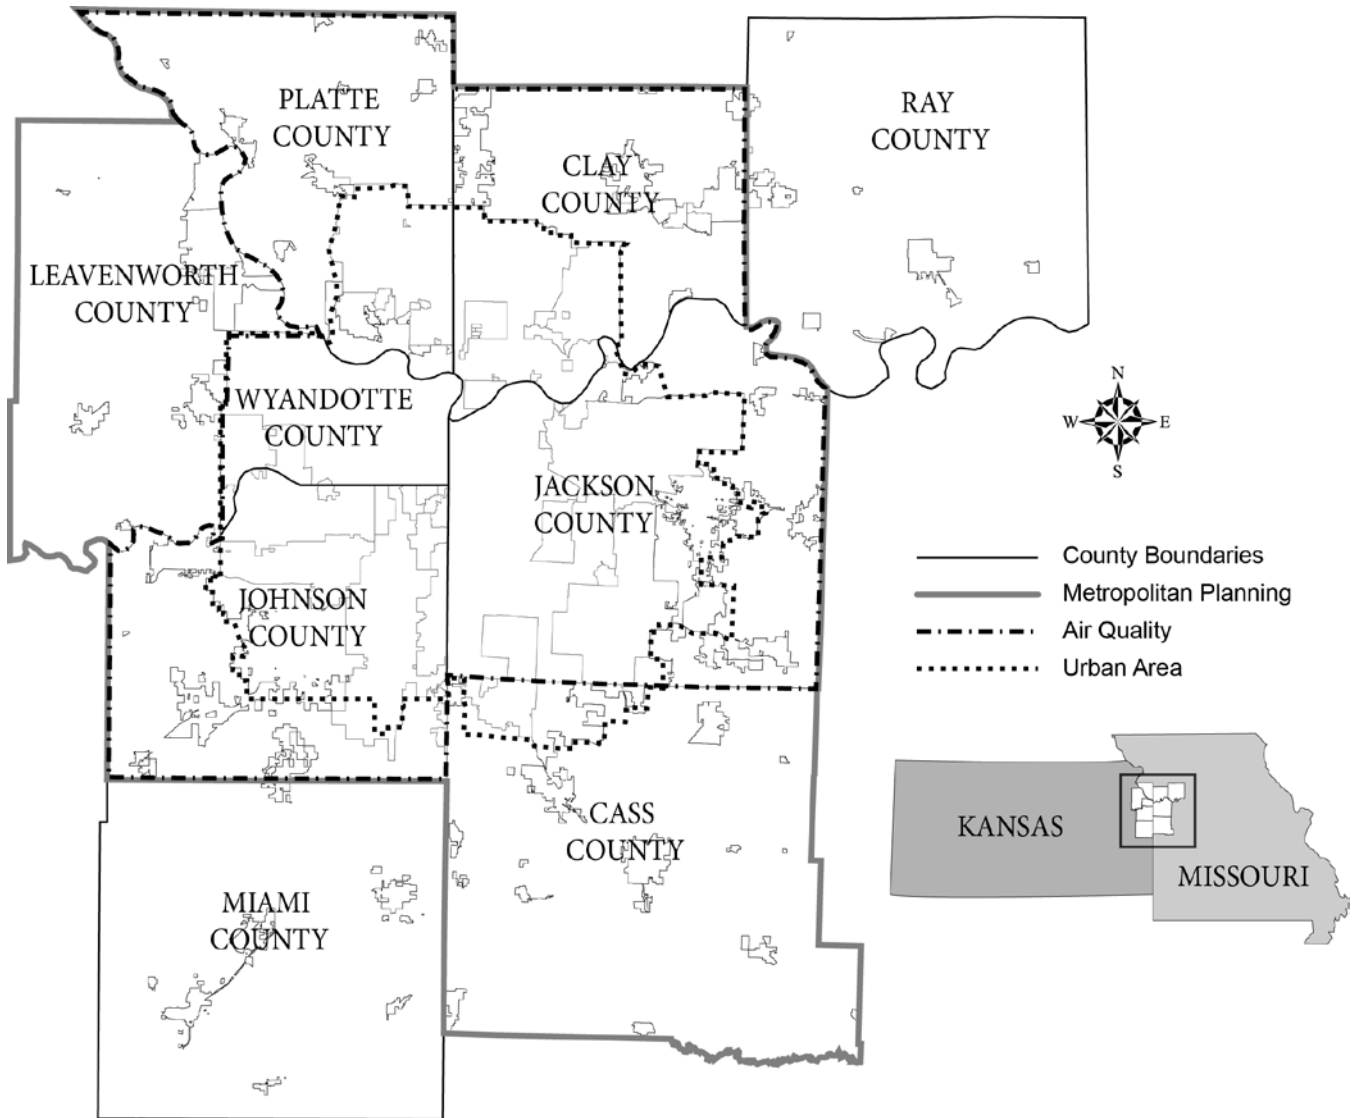 PLATTE
COUNTY
RAY
COUNTY
CLAY
COUNTY
LEAVENWORTH
COUNTY
WYANDOTTE
COUNTY
JACKSON
COUNTY
JOHNSON
COUNTY
CASS
COUNTY
MIAMI
COUNTY
N
W
E
S
County Boundaries
Metropolitan Planning
Air Quality
Urban Area
KANSAS
MISSOURI